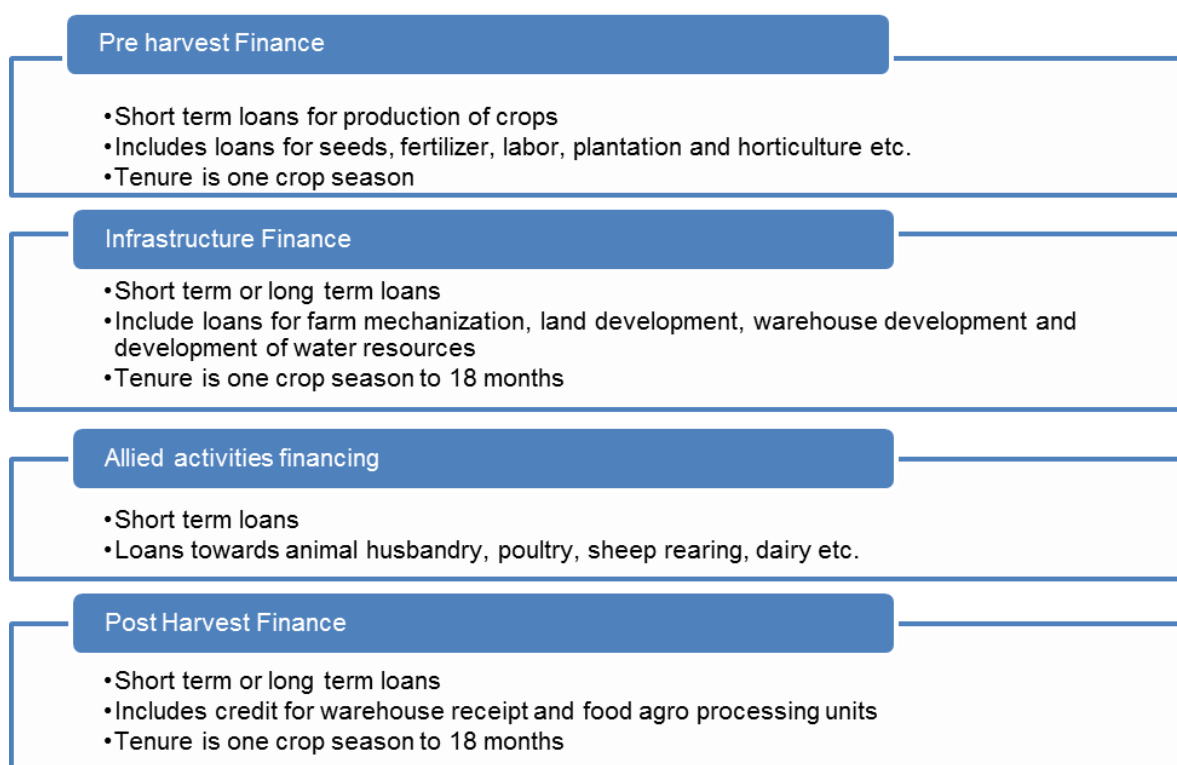 Pre harvest Finance
•Short term loans for production of crops
•Includes loans for seeds, fertilizer, labor, plantation and horticulture etc.
•Tenure is one crop season
Infrastructure Finance
•Short term or long term loans
•Include loans for farm mechanization, land development, warehouse development and
development of water resources
•Tenure is one crop season to 18 months
Allied activities financing
•Short term loans
•Loans towards animal husbandry, poultry, sheep rearing, dairy etc.
Post Harvest Finance
•Short term or long term loans
•Includes credit for warehouse receipt and food agro processing units
•Tenure is one crop season to 18 months